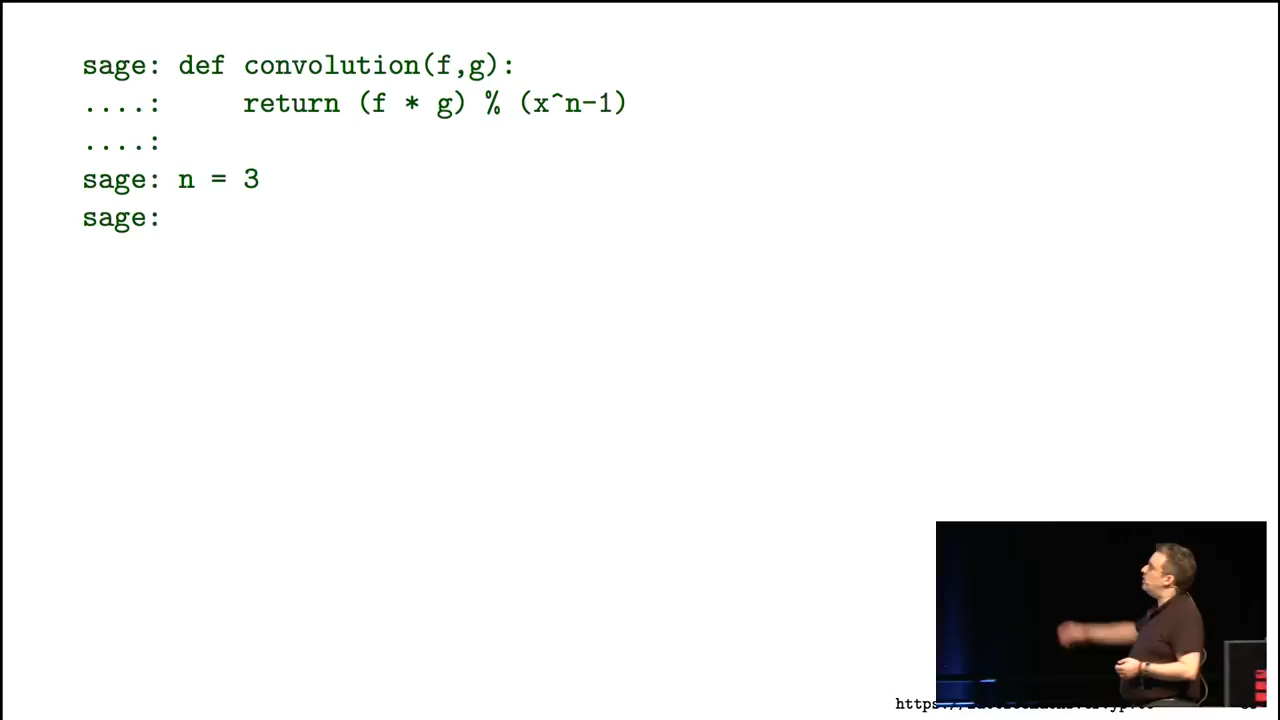 sage: def convolution(f,g):
....:     return (f * g) % (x^n-1)
....:
sage: n = 3
sage: